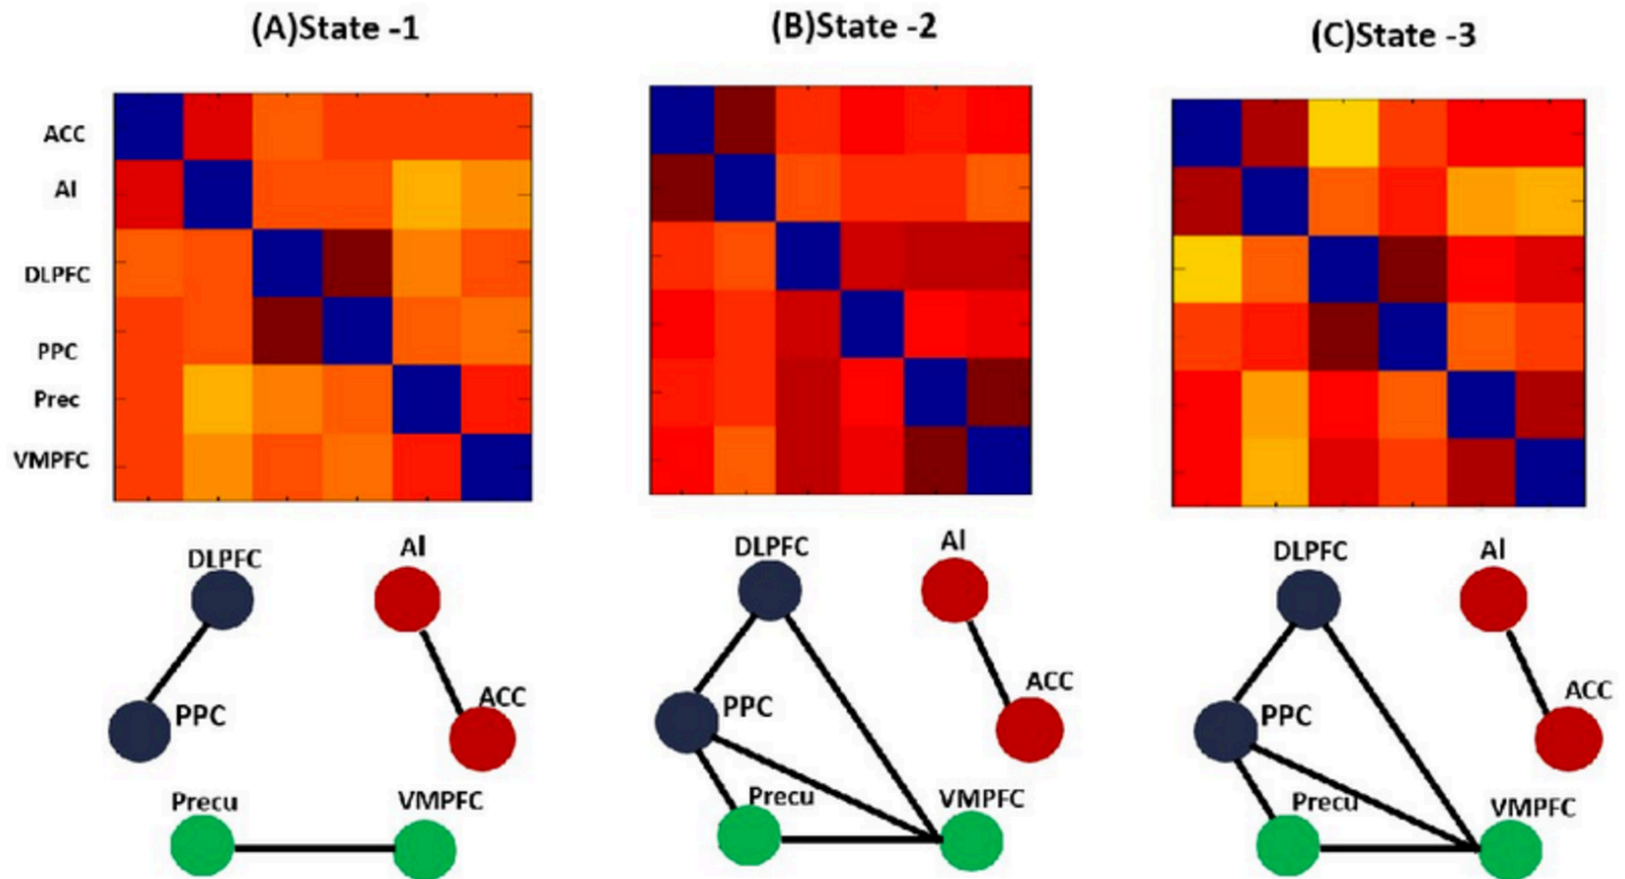 (A)State -1
(B)State -2
(C)State -3
ACC
AI
DLPFC
PPC
Prec
VMPFC
DLPFC
AI
PPC
ACC
Precu
VMPFC
DLPFC
AI
PPC
ACC
Precu
VMPFC
DLPFC
AI
PPC
ACC
Precu
VMPFC